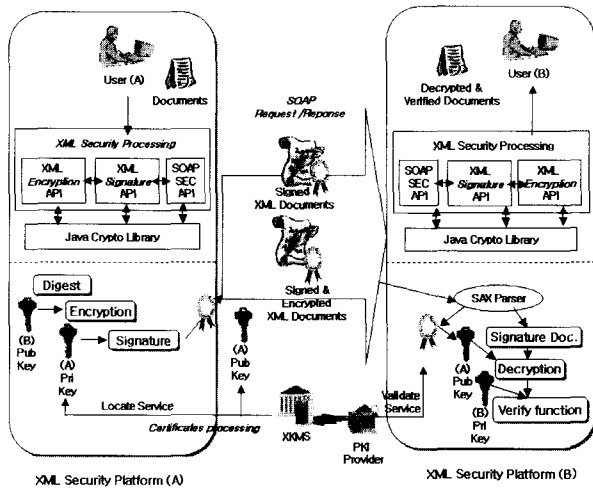 User (A)
Documents
XML Security Processing
XML
Encryption
API
XML
Signature
API
SOAP
SEC
API
Java Crypto Library
Digest
Encryption
Signature
(B)
Pub
Key
(A)
Pri
Key
(A)
Pub
Key
Locate Service
Certificates processing
XML Security Platform (A)
SOAP
Request /Reponse
Signed
XML Documents
Signed &
Encrypted
XML Documents
XKMS
PKI
Provider
Validate
Service
User (B)
Decrypted &
Verified Documents
XML Security Processing
SOAP
SEC
API
XML
Signature
API
XML
Encryption
API
Java Crypto Library
SAX Parser
Signature Doc.
Decryption
Verify function
(A)
Pub
Key
(B)
Pri
Key
XML Security Platform (B)